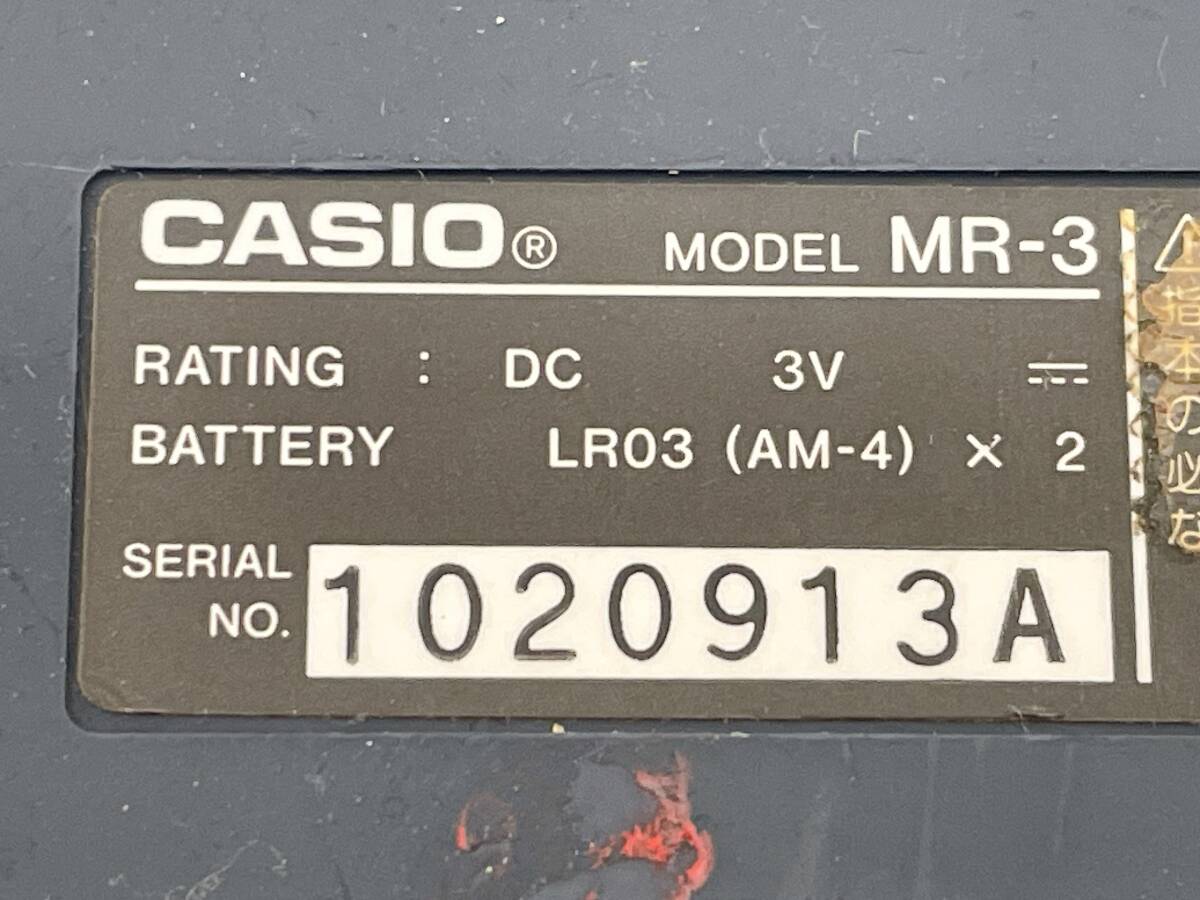 CASIO® MODEL MR-3
RATING : DC 3V ⎓
BATTERY LR03 (AM-4) × 2
SERIAL
NO. 1020913A
⚠
指
本
の
必
な